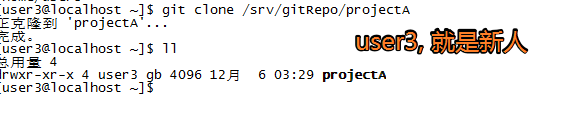 [user3@localhost ~]$ git clone /srv/gitRepo/projectA
正克隆到 'projectA'...
完成。
[user3@localhost ~]$ ll
总用量 4
drwxr-xr-x 4 user3 gb 4096 12月  6 03:29 projectA
[user3@localhost ~]$
user3, 就是新人